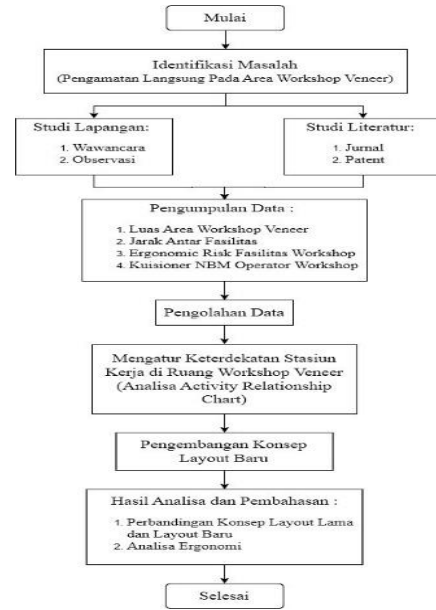 Mulai
Identifikasi Masalah
(Pengamatan Langsung Pada Area Workshop Veneer)
Studi Lapangan:
1. Wawancara
2. Observasi
Studi Literatur:
1. Jurnal
2. Patent
Pengumpulan Data :
1. Luas Area Workshop Veneer
2. Jarak Antar Fasilitas
3. Ergonomic Risk Fasilitas Workshop
4. Kuisioner NBM Operator Workshop
Pengolahan Data
Mengatur Keterdekatan Stasiun
Kerja di Ruang Workshop Veneer
(Analisa Activity Relationship
Chart)
Pengembangan Konsep
Layout Baru
Hasil Analisa dan Pembahasan :
1. Perbandingan Konsep Layout Lama
dan Layout Baru
2. Analisa Ergonomi
Selesai